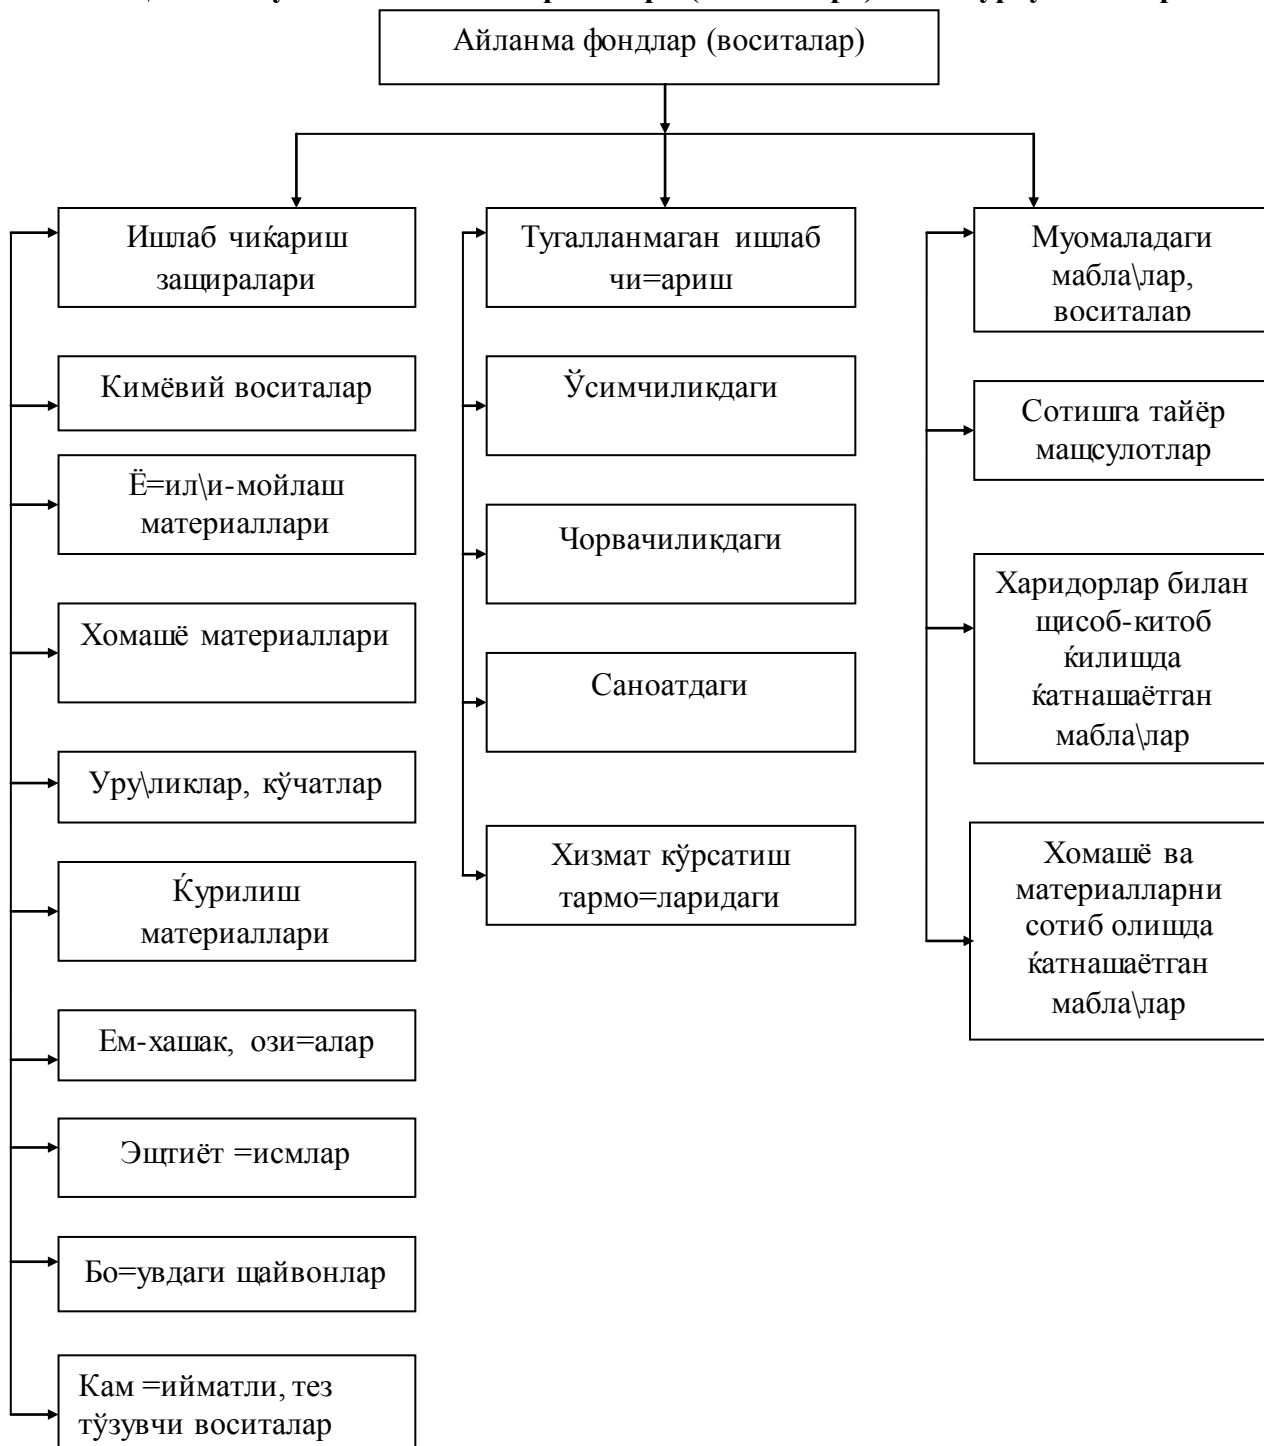 Айланма фондлар (воситалар)
Ишлаб чиќариш
защиралари
Кимёвий воситалар
Ё=ил\и-мойлаш
материаллари
Хомашё материаллари
Уру\ликлар, кўчатлар
Ќурилиш
материаллари
Ем-хашак, ози=алар
Эщтиёт =исмлар
Бо=увдаги щайвонлар
Кам =ийматли, тез
тўзувчи воситалар
Тугалланмаган ишлаб
чи=ариш
Ўсимчиликдаги
Чорвачиликдаги
Саноатдаги
Хизмат кўрсатиш
тармо=ларидаги
Муомаладаги
мабла\лар,
воситалар
Сотишга тайёр
мащсулотлар
Харидорлар билан
щисоб-китоб
ќилишда
ќатнашаётган
мабла\лар
Хомашё ва
материалларни
сотиб олишда
ќатнашаётган
мабла\лар